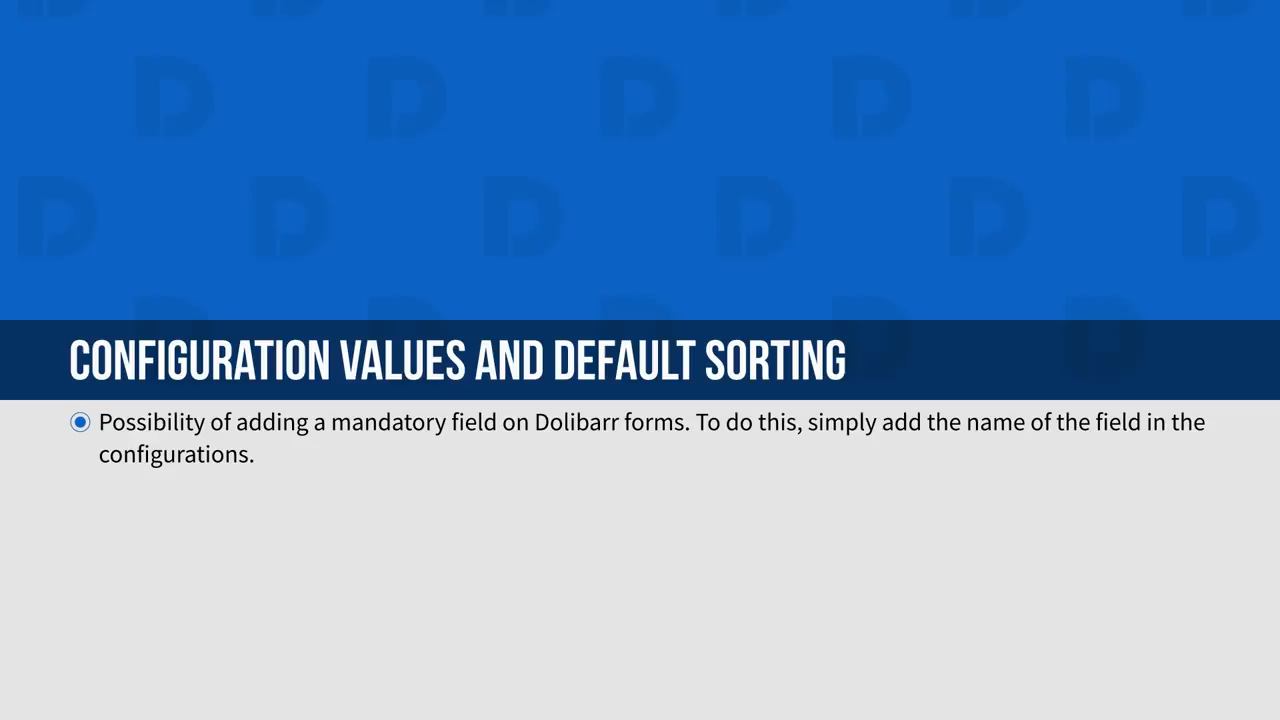 CONFIGURATION VALUES AND DEFAULT SORTING
Possibility of adding a mandatory field on Dolibarr forms. To do this, simply add the name of the field in the
configurations.